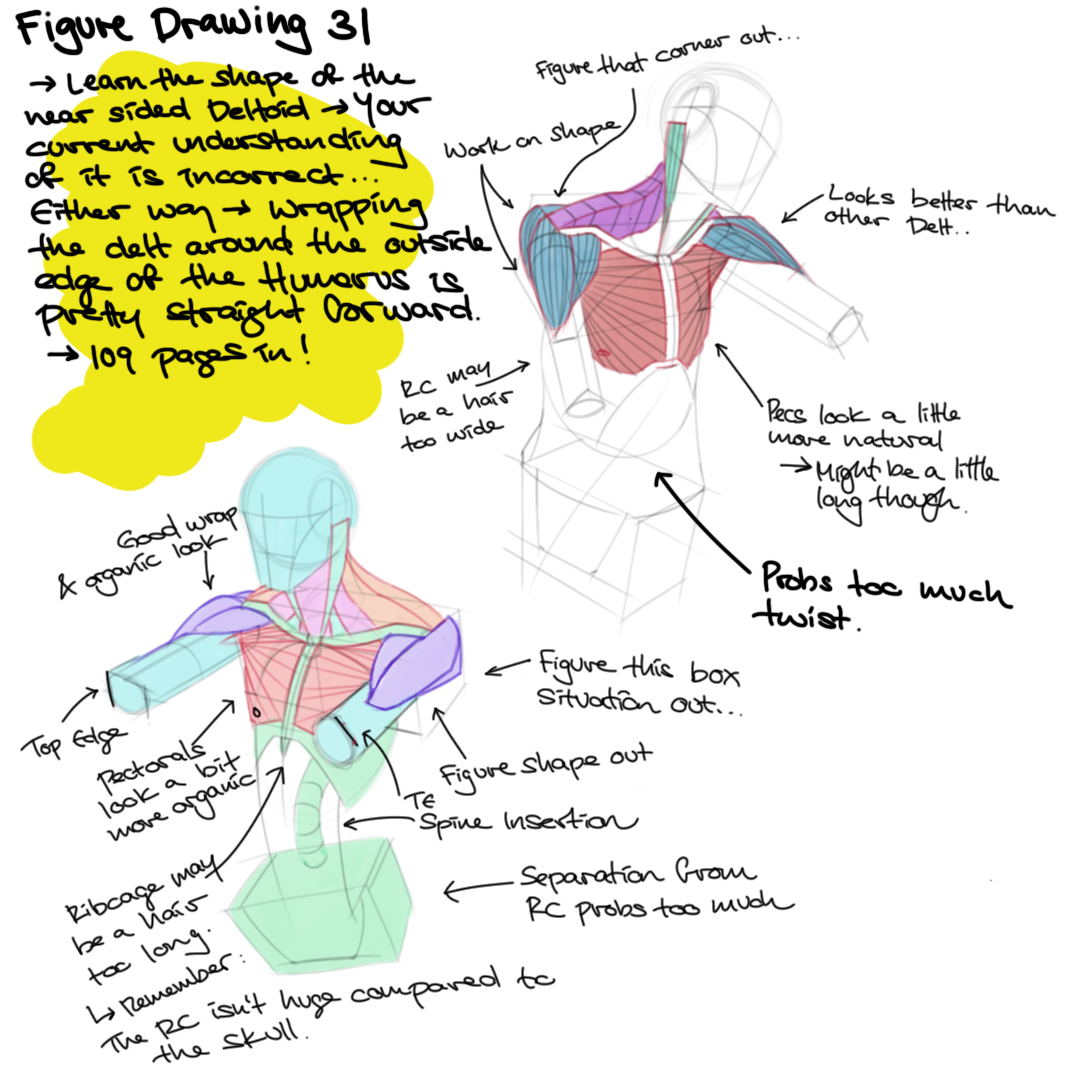 Figure Drawing 31
→ Learn the shape of the
near sided Deltoid → Your
current understanding
of it is incorrect...
Either way → Wrapping
the delt around the outside
edge of the Humerus is
pretty straight forward.
→ 109 pages in!
Figure that corner out...
Work on shape
Looks better than
other Delt..
RC may
be a hair
too wide
Pecs look a little
more natural
→ Might be a little
long though.
Probs too much
twist.
Good wrap
& organic look
Top Edge
Pectorals
look a bit
more organic
Figure this box
situation out...
Figure shape out
TE
Spine Insertion
Separation from
RC probs too much
Ribcage may
be a hair
too long.
↳ Remember:
The RC isn't huge compared to
the skull.